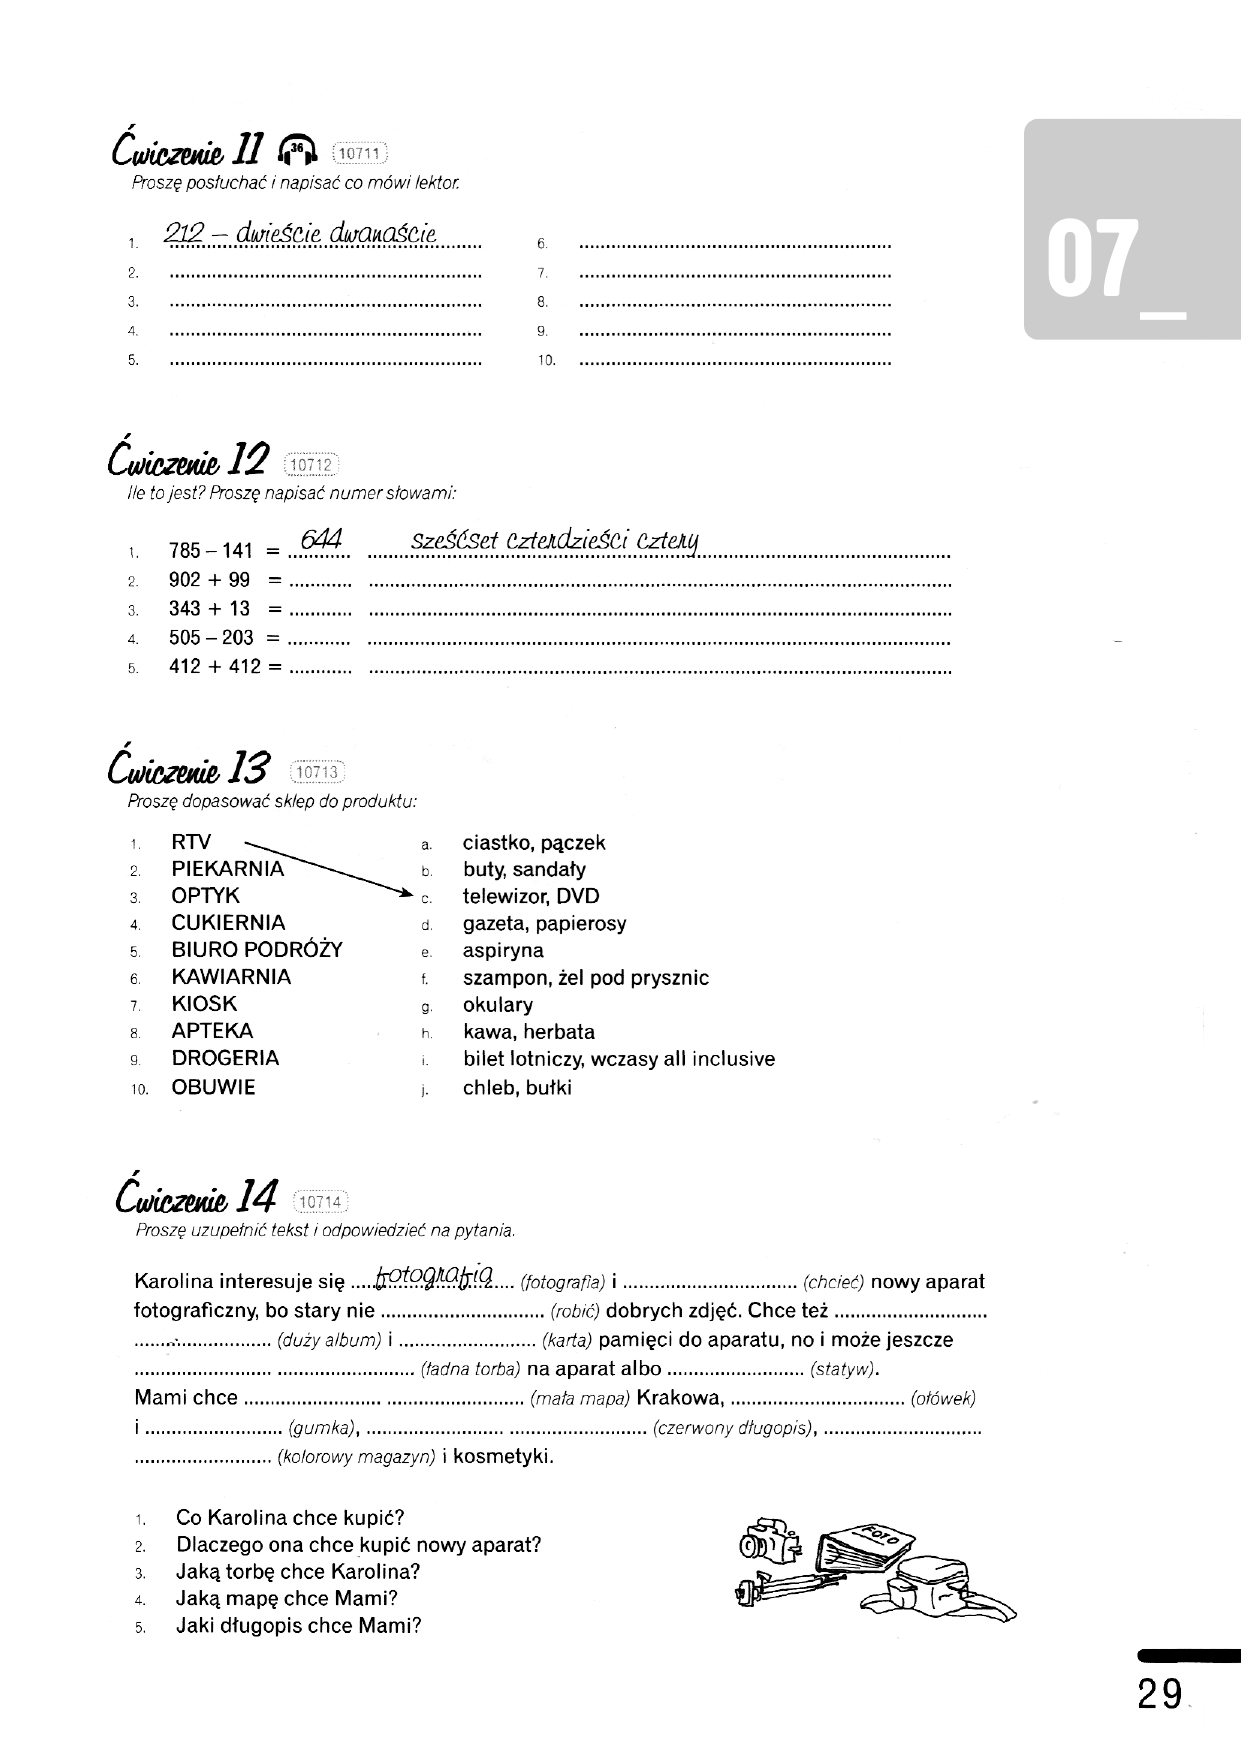 Ćwiczenie 11 36 10711
Proszę posłuchać i napisać co mówi lektor.
07_
1. 212 – dwieście dwanaście
2. ........................................
3. ........................................
4. ........................................
5. ........................................
6. ........................................
7. ........................................
8. ........................................
9. ........................................
10. ........................................
Ćwiczenie 12 10712
Ile to jest? Proszę napisać numer słowami:
1. 785 – 141 = 644 sześćset czterdzieści cztery
2. 902 + 99 = ............ ........................................
3. 343 + 13 = ............ ........................................
4. 505 – 203 = ............ ........................................
5. 412 + 412 = ............ ........................................
Ćwiczenie 13 10713
Proszę dopasować sklep do produktu:
1. RTV a. ciastko, pączek
2. PIEKARNIA b. buty, sandały
3. OPTYK c. telewizor, DVD
4. CUKIERNIA d. gazeta, papierosy
5. BIURO PODRÓŻY e. aspiryna
6. KAWIARNIA f. szampon, żel pod prysznic
7. KIOSK g. okulary
8. APTEKA h. kawa, herbata
9. DROGERIA i. bilet lotniczy, wczasy all inclusive
10. OBUWIE j. chleb, bułki
Ćwiczenie 14 10714
Proszę uzupełnić tekst i odpowiedzieć na pytania.
Karolina interesuje się .....fotografią.... (fotografia) i ................................. (chcieć) nowy aparat
fotograficzny, bo stary nie ............................... (robić) dobrych zdjęć. Chce też .............................
.......................... (duży album) i .......................... (karta) pamięci do aparatu, no i może jeszcze
.......................... .......................... (ładna torba) na aparat albo .......................... (statyw).
Mami chce .......................... .......................... (mała mapa) Krakowa, ................................. (ołówek)
i .......................... (gumka), .......................... .......................... (czerwony długopis), ..............................
.......................... (kolorowy magazyn) i kosmetyki.
1. Co Karolina chce kupić?
2. Dlaczego ona chce kupić nowy aparat?
3. Jaką torbę chce Karolina?
4. Jaką mapę chce Mami?
5. Jaki długopis chce Mami?
FOTO
29